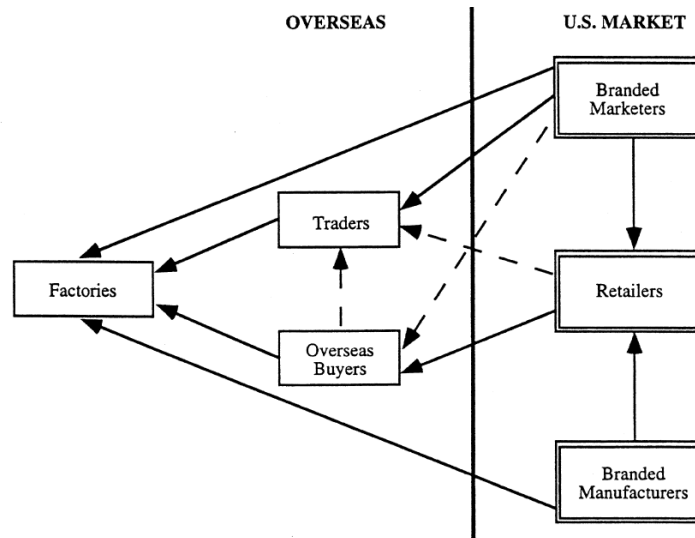 OVERSEAS
U.S. MARKET
Branded
Marketers
Traders
Factories
Retailers
Overseas
Buyers
Branded
Manufacturers